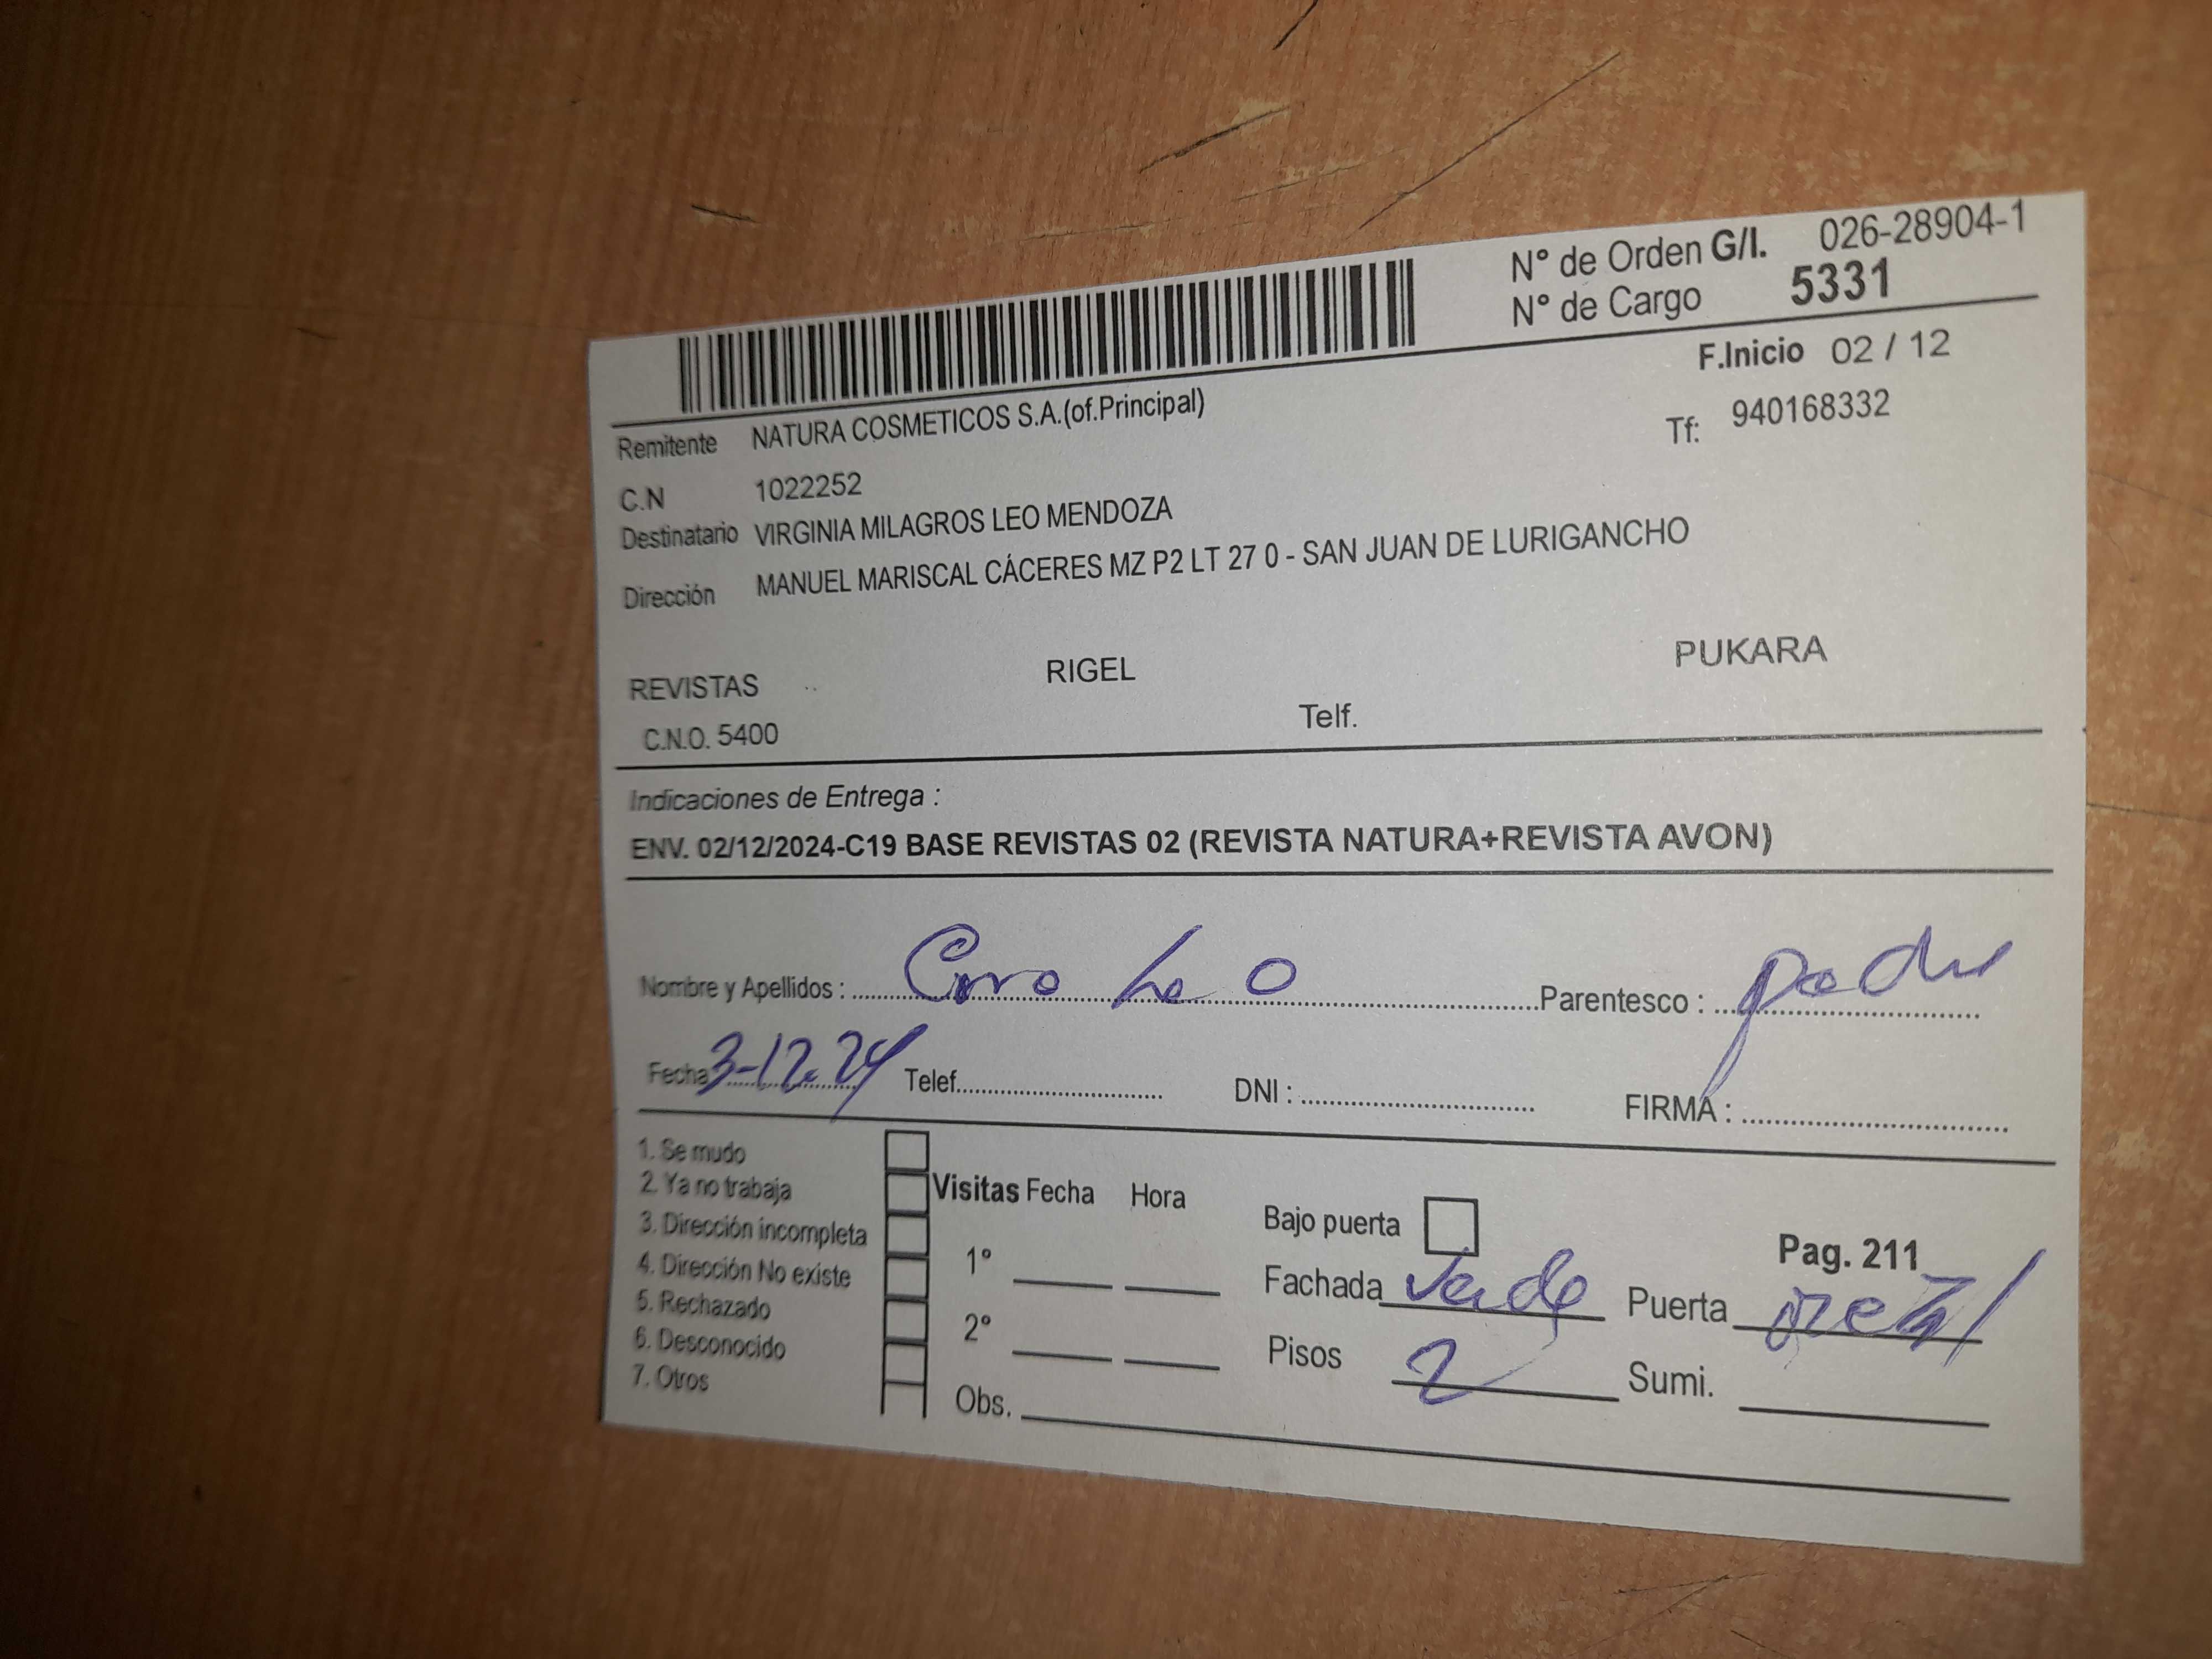 N° de Orden G/I. 026-28904-1
N° de Cargo 5331
F.Inicio 02 / 12
Remitente NATURA COSMETICOS S.A.(of.Principal)
Tf: 940168332
C.N 1022252
Destinatario VIRGINIA MILAGROS LEO MENDOZA
Dirección MANUEL MARISCAL CÁCERES MZ P2 LT 27 0 - SAN JUAN DE LURIGANCHO
REVISTAS RIGEL PUKARA
C.N.O. 5400 Telf.
Indicaciones de Entrega :
ENV. 02/12/2024-C19 BASE REVISTAS 02 (REVISTA NATURA+REVISTA AVON)
Nombre y Apellidos : Leo Parentesco : padre
Fecha 3-12.24 Telef. DNI : FIRMA :
1. Se mudo
2. Ya no trabaja
3. Dirección incompleta
4. Dirección No existe
5. Rechazado
6. Desconocido
7. Otros
Visitas Fecha Hora
1°
2°
Obs.
Bajo puerta
Pag. 211
Fachada verde Puerta metal
Pisos 2 Sumi.